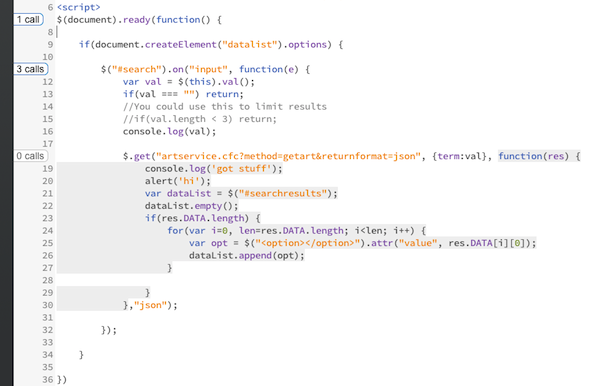 6 <script>
1 call $(document).ready(function() {
8
9 if(document.createElement("datalist").options) {
10
3 calls $("#search").on("input", function(e) {
12 var val = $(this).val();
13 if(val === "") return;
14 //You could use this to limit results
15 //if(val.length < 3) return;
16 console.log(val);
17
0 calls $.get("artservice.cfc?method=getart&returnformat=json", {term:val}, function(res) {
19 console.log('got stuff');
20 alert('hi');
21 var dataList = $("#searchresults");
22 dataList.empty();
23 if(res.DATA.length) {
24 for(var i=0, len=res.DATA.length; i<len; i++) {
25 var opt = $("<option></option>").attr("value", res.DATA[i][0]);
26 dataList.append(opt);
27 }
28
29 }
30 },"json");
31
32 });
33
34 }
35
36 })